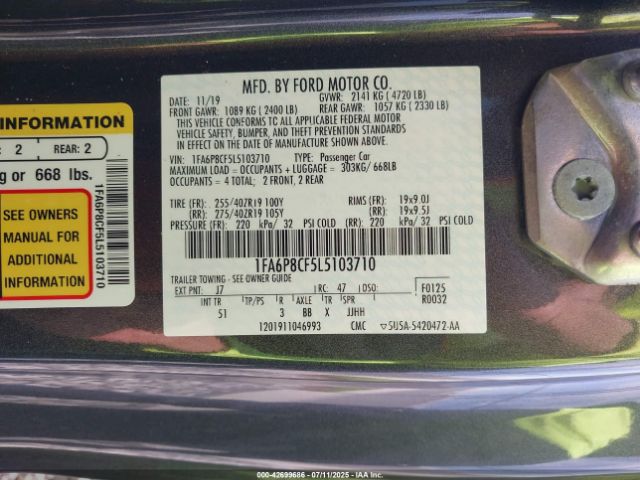 INFORMATION
2 REAR: 2
g or 668 lbs.
SEE OWNERS
MANUAL FOR
ADDITIONAL
INFORMATION
1FA6P8CF5L5103710
MFD. BY FORD MOTOR CO.
DATE: 11/19 GVWR: 2141 KG ( 4720 LB)
FRONT GAWR: 1089 KG ( 2400 LB) REAR GAWR: 1057 KG ( 2330 LB)
THIS VEHICLE CONFORMS TO ALL APPLICABLE FEDERAL MOTOR
VEHICLE SAFETY, BUMPER, AND THEFT PREVENTION STANDARDS
IN EFFECT ON THE DATE OF MANUFACTURE SHOWN ABOVE.
VIN: 1FA6P8CF5L5103710 TYPE: Passenger Car
MAXIMUM LOAD = OCCUPANTS + LUGGAGE = 303KG/ 668LB
OCCUPANTS = 4 TOTAL; 2 FRONT, 2 REAR
TIRE (FR): 255/40ZR19 100Y RIMS (FR): 19x9.0J
(RR): 275/40ZR19 105Y (RR): 19x9.5J
PRESSURE (FR): 220 kPa/ 32 PSI COLD (RR): 220 kPa/ 32 PSI COLD
1FA6P8CF5L5103710
TRAILER TOWING - SEE OWNER GUIDE
EXT PNT: J7 RC: 47 DSO: F0125
R0032
INT TR TP/PS R AXLE TR SPR
51 3 BB X JJHH
1201911046993 CMC ▽5U5A-5420472-AA
000-42699686 - 07/11/2025 - IAAI Copart